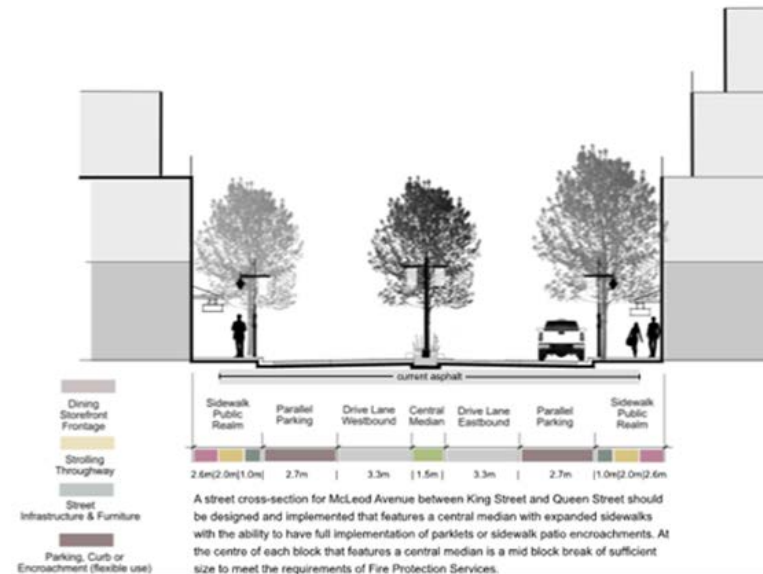 current asphalt
Sidewalk
Public
Realm
Parallel
Parking
Drive Lane
Westbound
Central
Median
Drive Lane
Eastbound
Parallel
Parking
Sidewalk
Public
Realm
2.6m|2.0m|1.0m| 2.7m | 3.3m |1.5m| 3.3m | 2.7m |1.0m|2.0m|2.6m
Dining
Storefront
Frontage
Strolling
Throughway
Street
Infrastructure & Furniture
Parking, Curb or
Encroachment (flexible use)
A street cross-section for McLeod Avenue between King Street and Queen Street should
be designed and implemented that features a central median with expanded sidewalks
with the ability to have full implementation of parklets or sidewalk patio encroachments. At
the centre of each block that features a central median is a mid block break of sufficient
size to meet the requirements of Fire Protection Services.